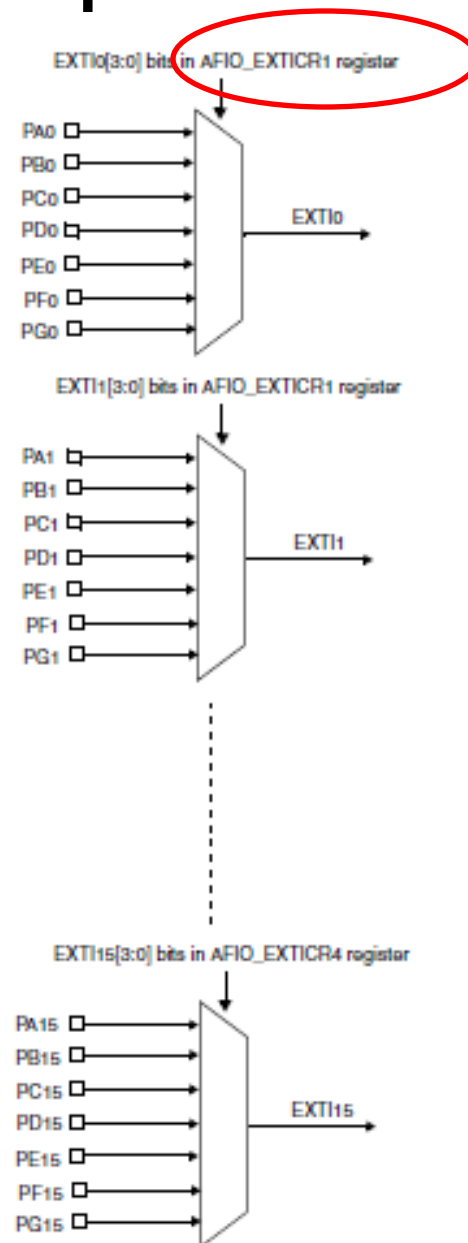 EXTI0[3:0] bits in AFIO_EXTICR1 register
PA0
PB0
PC0
PD0
PE0
PF0
PG0
EXTI0
EXTI1[3:0] bits in AFIO_EXTICR1 register
PA1
PB1
PC1
PD1
PE1
PF1
PG1
EXTI1
EXTI15[3:0] bits in AFIO_EXTICR4 register
PA15
PB15
PC15
PD15
PE15
PF15
PG15
EXTI15